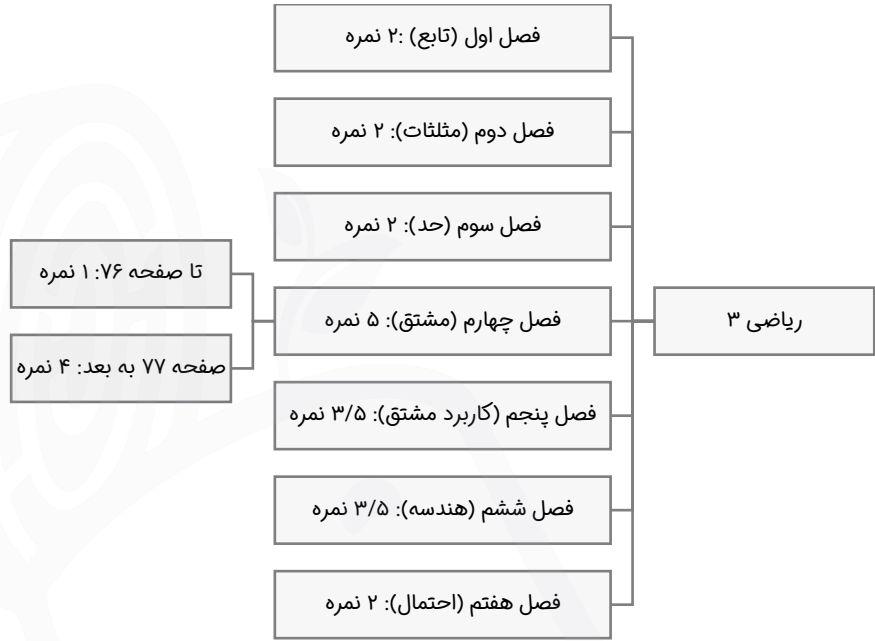 ریاضی ۳
فصل اول (تابع) :۲ نمره
فصل دوم (مثلثات): ۲ نمره
فصل سوم (حد): ۲ نمره
فصل چهارم (مشتق): ۵ نمره
تا صفحه ۷۶: ۱ نمره
صفحه ۷۷ به بعد: ۴ نمره
فصل پنجم (کاربرد مشتق): ۳/۵ نمره
فصل ششم (هندسه): ۳/۵ نمره
فصل هفتم (احتمال): ۲ نمره